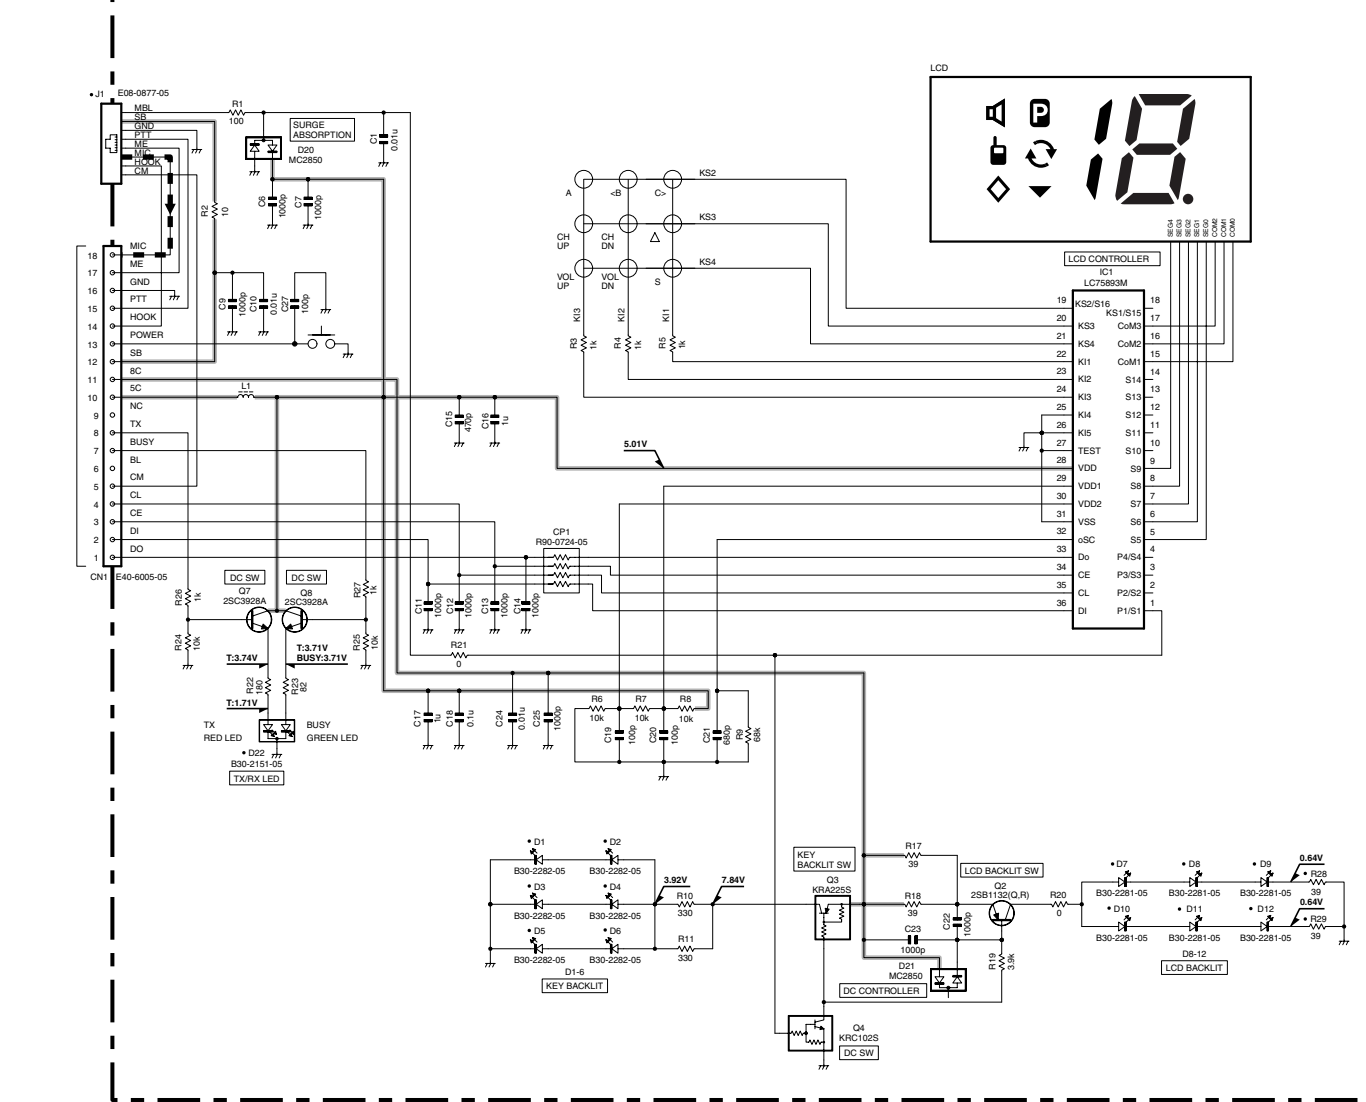 LCD
J1 E08-0877-05
MBL
SB
GND
PTT
ME
MIC
HOOK
CM
R1
100
SURGE
ABSORPTION
D20
MC2850
C1
0.01u
R2
10
C6
1000p
C7
1000p
P
SEG4
SEG3
SEG2
SEG1
SEG0
COM2
COM1
COM0
A
<B
C>
KS2
CH
UP
CH
DN
△
KS3
VOL
UP
VOL
DN
S
KS4
KI3
KI2
KI1
R3
1k
R4
1k
R5
1k
LCD CONTROLLER
IC1
LC75893M
19 KS2/S16
20 KS3
21 KS4
22 KI1
23 KI2
24 KI3
25 KI4
26 KI5
27 TEST
28 VDD
29 VDD1
30 VDD2
31 VSS
32 oSC
33 Do
34 CE
35 CL
36 DI
KS1/S15 18
CoM3 17
CoM2 16
CoM1 15
S14 14
S13 13
S12 12
S11 11
S10 10
S9 9
S8 8
S7 7
S6 6
S5 5
P4/S4 4
P3/S3 3
P2/S2 2
P1/S1 1
18 MIC
17 ME
16 GND
15 PTT
14 HOOK
13 POWER
12 SB
11 8C
10 5C
9 NC
8 TX
7 BUSY
6 BL
5 CM
4 CL
3 CE
2 DI
1 DO
CN1 E40-6005-05
C9
1000p
C10
0.01u
C27
100p
L1
C15
470p
C16
1u
5.01V
CP1
R90-0724-05
C11
1000p
C12
1000p
C13
1000p
C14
1000p
DC SW
DC SW
Q7
2SC3928A
Q8
2SC3928A
R26
1k
R24
10k
R27
1k
R25
10k
T:3.74V
T:3.71V
BUSY:3.71V
R22
180
R23
82
T:1.71V
TX
RED LED
BUSY
GREEN LED
D22
B30-2151-05
TX/RX LED
R21
0
C17
1u
C18
0.1u
C24
0.01u
C25
1000p
R6
10k
R7
10k
R8
10k
C19
100p
C20
100p
C21
680p
R9
68k
D1
B30-2282-05
D2
B30-2282-05
D3
B30-2282-05
D4
B30-2282-05
D5
B30-2282-05
D6
B30-2282-05
D1-6
KEY BACKLIT
3.92V
7.84V
R10
330
R11
330
KEY
BACKLIT SW
Q3
KRA225S
R17
39
R18
39
C23
1000p
C22
1000p
LCD BACKLIT SW
Q2
2SB1132(Q,R)
R20
0
R19
3.9k
D21
MC2850
DC CONTROLLER
Q4
KRC102S
DC SW
D7
B30-2281-05
D8
B30-2281-05
D9
B30-2281-05
0.64V
R28
39
D10
B30-2281-05
D11
B30-2281-05
D12
B30-2281-05
0.64V
R29
39
D8-12
LCD BACKLIT